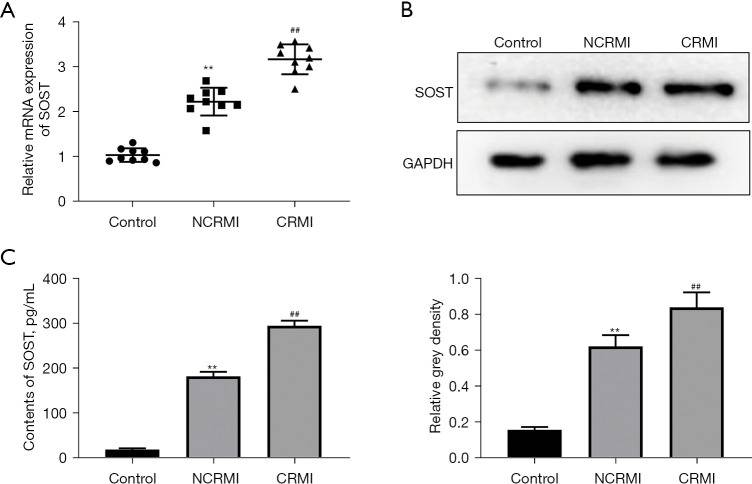 A
Relative mRNA expression
of SOST
4
3
2
1
0
**
##
Control
NCRMI
CRMI
B
Control
NCRMI
CRMI
SOST
GAPDH
C
Contents of SOST, pg/mL
400
300
200
100
0
**
##
Control
NCRMI
CRMI
Relative grey density
1.0
0.8
0.6
0.4
0.2
0.0
**
##
Control
NCRMI
CRMI